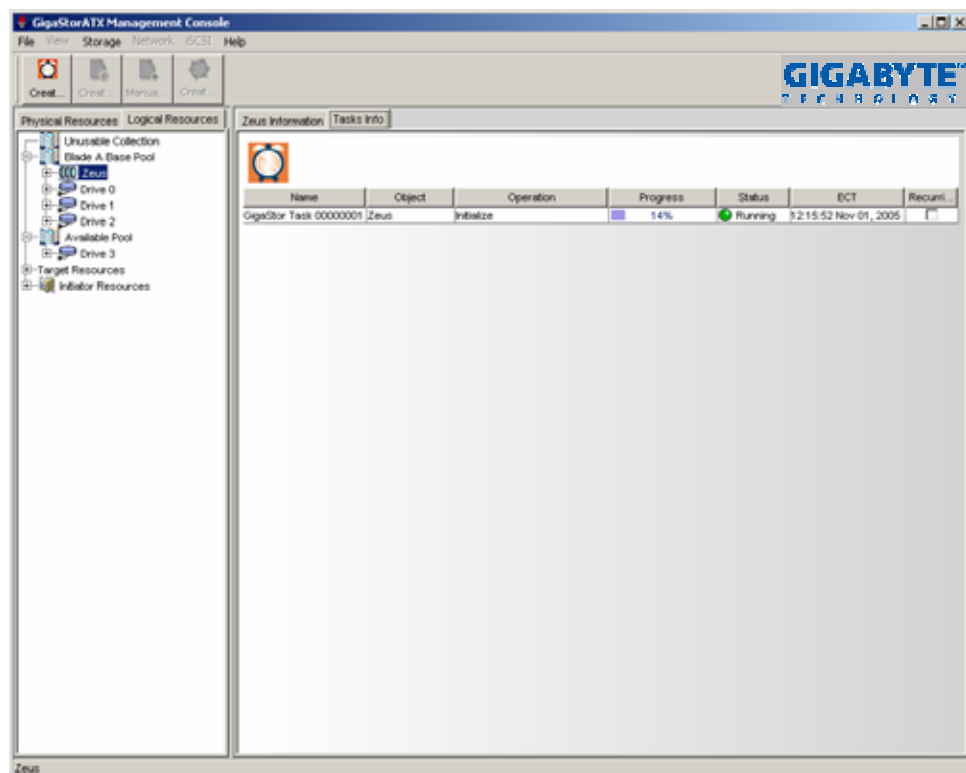 GigaStorATX Management Console
File View Storage Network iSCSI Help
Creat... Creat... Manua... Creat...
GIGABYTE™
TECHNOLOGY
Physical Resources Logical Resources
Zeus Information Tasks Info
Unusable Collection
Blade A Base Pool
Zeus
Drive 0
Drive 1
Drive 2
Available Pool
Drive 3
Target Resources
Initiator Resources
Name Object Operation Progress Status ECT Recurri...
GigaStor Task 00000001 Zeus Initialize 14% Running 12:15:52 Nov 01, 2005
Zeus